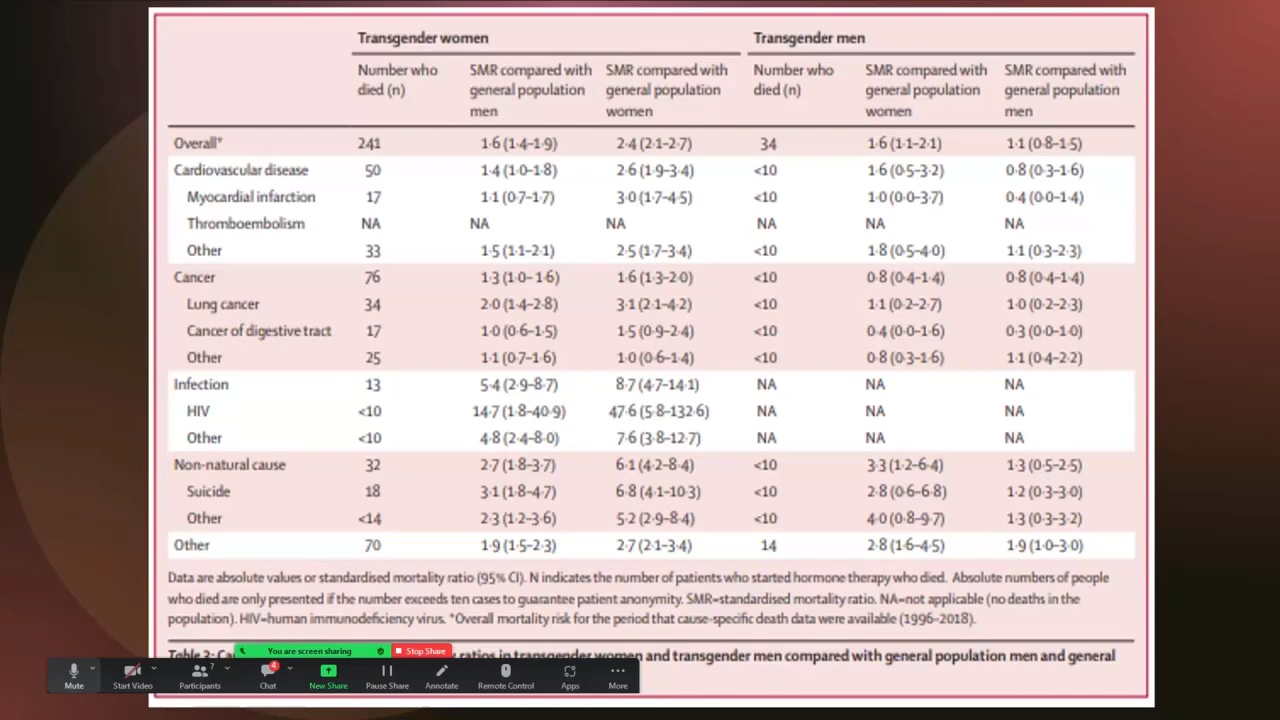 Transgender women Transgender men
Number who died (n) SMR compared with general population men SMR compared with general population women Number who died (n) SMR compared with general population women SMR compared with general population men
Overall* 241 1·6 (1·4–1·9) 2·4 (2·1–2·7) 34 1·6 (1·1–2·1) 1·1 (0·8–1·5)
Cardiovascular disease 50 1·4 (1·0–1·8) 2·6 (1·9–3·4) <10 1·6 (0·5–3·2) 0·8 (0·3–1·6)
Myocardial infarction 17 1·1 (0·7–1·7) 3·0 (1·7–4·5) <10 1·0 (0·0–3·7) 0·4 (0·0–1·4)
Thromboembolism NA NA NA NA NA NA
Other 33 1·5 (1·1–2·1) 2·5 (1·7–3·4) <10 1·8 (0·5–4·0) 1·1 (0·3–2·3)
Cancer 76 1·3 (1·0– 1·6) 1·6 (1·3–2·0) <10 0·8 (0·4–1·4) 0·8 (0·4–1·4)
Lung cancer 34 2·0 (1·4–2·8) 3·1 (2·1–4·2) <10 1·1 (0·2–2·7) 1·0 (0·2–2·3)
Cancer of digestive tract 17 1·0 (0·6–1·5) 1·5 (0·9–2·4) <10 0·4 (0·0–1·6) 0·3 (0·0–1·0)
Other 25 1·1 (0·7–1·6) 1·0 (0·6–1·4) <10 0·8 (0·3–1·6) 1·1 (0·4–2·2)
Infection 13 5·4 (2·9–8·7) 8·7 (4·7–14·1) NA NA NA
HIV <10 14·7 (1·8–40·9) 47·6 (5·8–132·6) NA NA NA
Other <10 4·8 (2·4–8·0) 7·6 (3·8–12·7) NA NA NA
Non-natural cause 32 2·7 (1·8–3·7) 6·1 (4·2–8·4) <10 3·3 (1·2–6·4) 1·3 (0·5–2·5)
Suicide 18 3·1 (1·8–4·7) 6·8 (4·1–10·3) <10 2·8 (0·6–6·8) 1·2 (0·3–3·0)
Other <14 2·3 (1·2–3·6) 5·2 (2·9–8·4) <10 4·0 (0·8–9·7) 1·3 (0·3–3·2)
Other 70 1·9 (1·5–2·3) 2·7 (2·1–3·4) 14 2·8 (1·6–4·5) 1·9 (1·0–3·0)
Data are absolute values or standardised mortality ratio (95% CI). N indicates the number of patients who started hormone therapy who died. Absolute numbers of people
who died are only presented if the number exceeds ten cases to guarantee patient anonymity. SMR=standardised mortality ratio. NA=not applicable (no deaths in the
population). HIV=human immunodeficiency virus. *Overall mortality risk for the period that cause-specific death data were available (1996–2018).
ratios in transgender women and transgender men compared with general population men and general
You are screen sharing Stop Share
7 4
Mute Start Video Participants Chat New Share Pause Share Annotate Remote Control Apps More